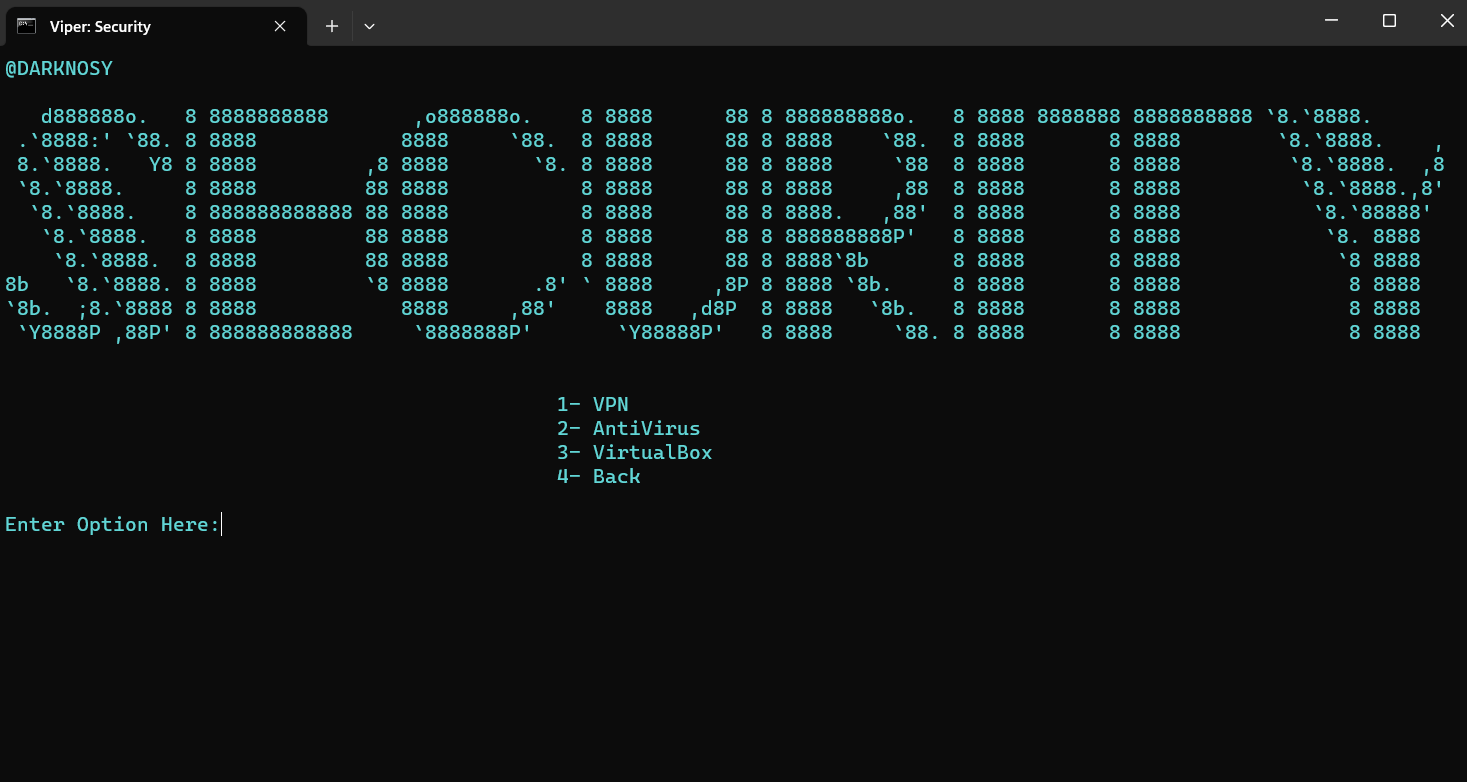 Viper: Security
@DARKNOSY
   d888888o.   8 8888888888       ,o888888o.    8 8888      88 8 888888888o.   8 8888 8888888 8888888888 `8.`8888.
 .`8888:' `88. 8 8888            8888     `88.  8 8888      88 8 8888    `88.  8 8888       8 8888        `8.`8888.    ,
 8.`8888.   Y8 8 8888         ,8 8888       `8. 8 8888      88 8 8888     `88  8 8888       8 8888         `8.`8888.  ,8
 `8.`8888.     8 8888         88 8888           8 8888      88 8 8888     ,88  8 8888       8 8888          `8.`8888.,8'
  `8.`8888.    8 888888888888 88 8888           8 8888      88 8 8888.   ,88'  8 8888       8 8888           `8.`88888'
   `8.`8888.   8 8888         88 8888           8 8888      88 8 888888888P'   8 8888       8 8888            `8. 8888
    `8.`8888.  8 8888         88 8888           8 8888      88 8 8888`8b       8 8888       8 8888             `8 8888
8b   `8.`8888. 8 8888         `8 8888       .8' ` 8888     ,8P 8 8888 `8b.     8 8888       8 8888              8 8888
`8b.  ;8.`8888 8 8888            8888     ,88'    8888   ,d8P  8 8888   `8b.   8 8888       8 8888              8 8888
 `Y8888P ,88P' 8 888888888888     `8888888P'       `Y88888P'   8 8888     `88. 8 8888       8 8888              8 8888
1- VPN
2- AntiVirus
3- VirtualBox
4- Back
Enter Option Here: